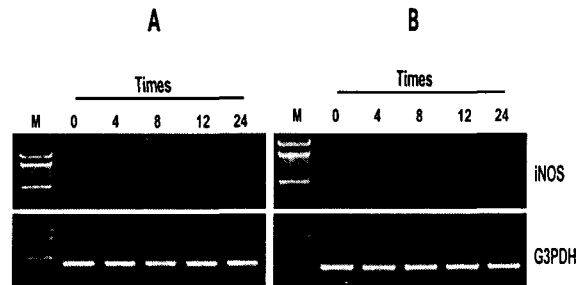 A B
Times Times
M 0 4 8 12 24 M 0 4 8 12 24
iNOS
G3PDH